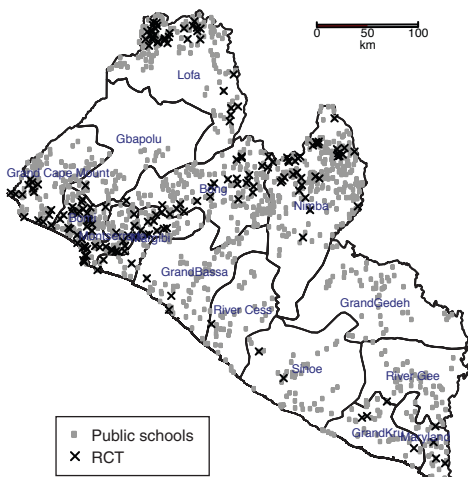 0 50 100
km
Lofa
Gbapolu
Grand Cape Mount
Bong
Nimba
Bomi
Montserrado
Margibi
GrandBassa
GrandGedeh
River Cess
Sinoe
River Gee
GrandKru
Maryland
Public schools
RCT